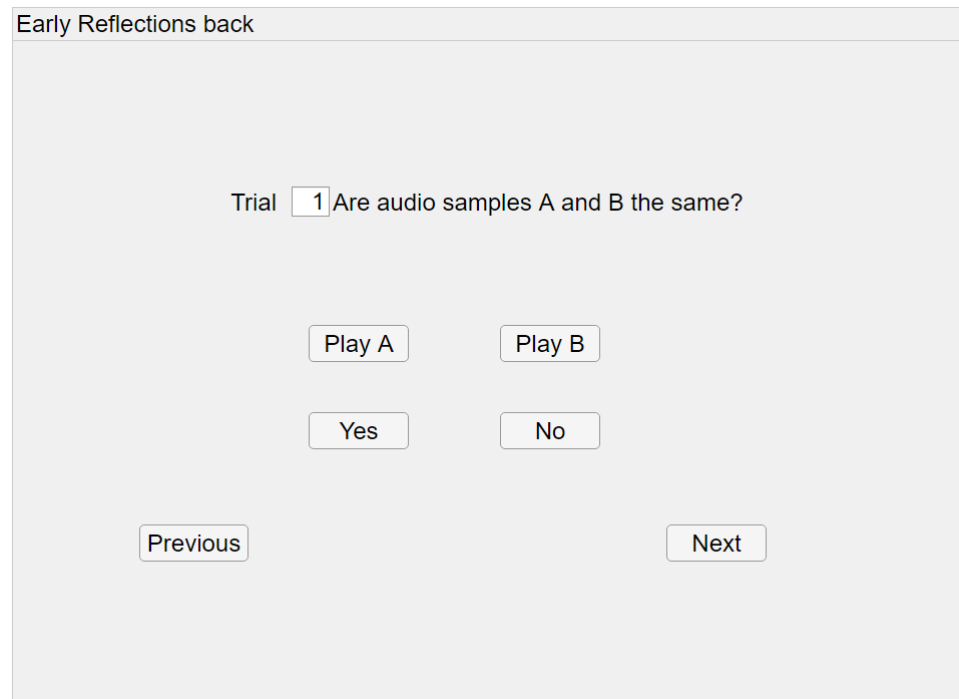 Early Reflections back
Trial 1 Are audio samples A and B the same?
Play A Play B
Yes No
Previous Next